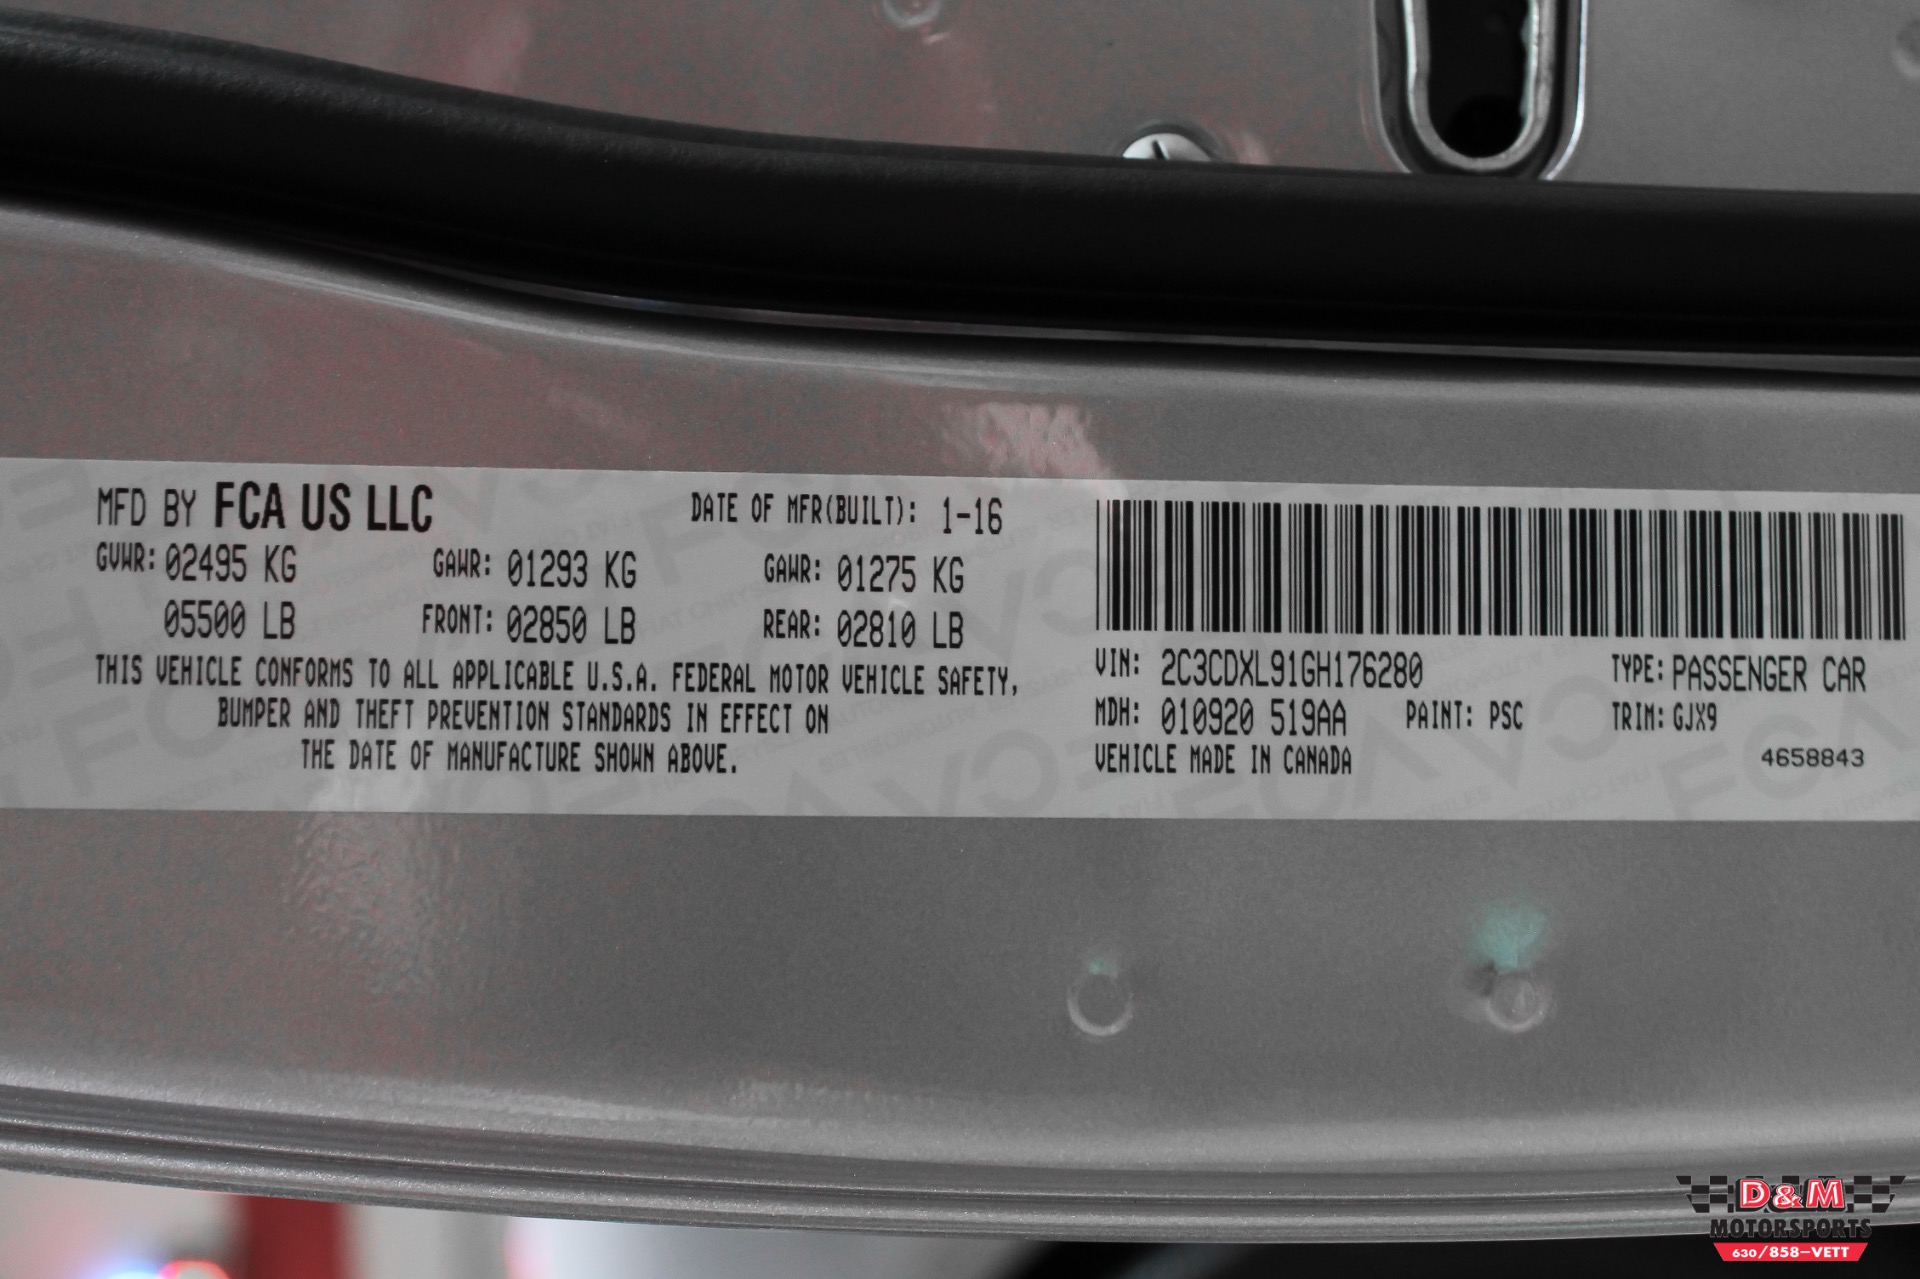 MFD BY FCA US LLC
DATE OF MFR(BUILT): 1-16
GVWR: 02495 KG GAWR: 01293 KG GAWR: 01275 KG
05500 LB FRONT: 02850 LB REAR: 02810 LB
THIS VEHICLE CONFORMS TO ALL APPLICABLE U.S.A. FEDERAL MOTOR VEHICLE SAFETY,
BUMPER AND THEFT PREVENTION STANDARDS IN EFFECT ON
THE DATE OF MANUFACTURE SHOWN ABOVE.
VIN: 2C3CDXL91GH176280 TYPE: PASSENGER CAR
MDH: 010920 519AA PAINT: PSC TRIM: GJX9
VEHICLE MADE IN CANADA 4658843
D&M
MOTORSPORTS
630/858-VETT